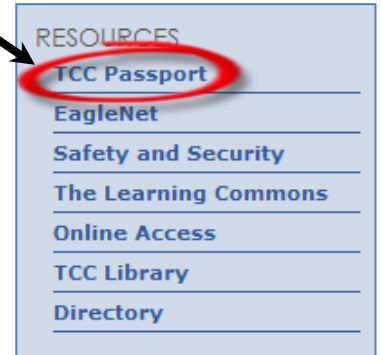 RESOURCES
TCC Passport
EagleNet
Safety and Security
The Learning Commons
Online Access
TCC Library
Directory